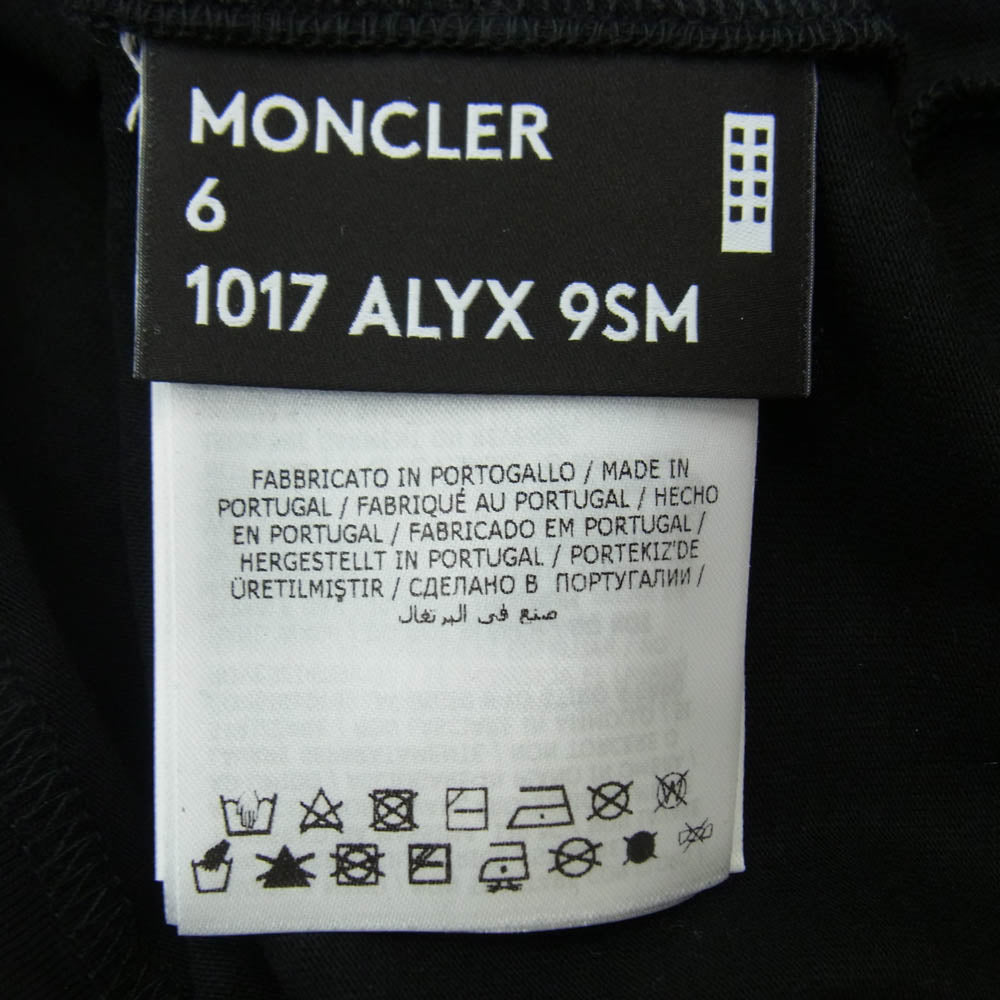 MONCLER
6
1017 ALYX 9SM
FABBRICATO IN PORTOGALLO / MADE IN
PORTUGAL / FABRIQUÉ AU PORTUGAL / HECHO
EN PORTUGAL / FABRICADO EM PORTUGAL /
HERGESTELLT IN PORTUGAL / PORTEKIZ'DE
ÜRETILMIŞTIR / СДЕЛАНО В ПОРТУГАЛИИ /
صنع في البرتغال